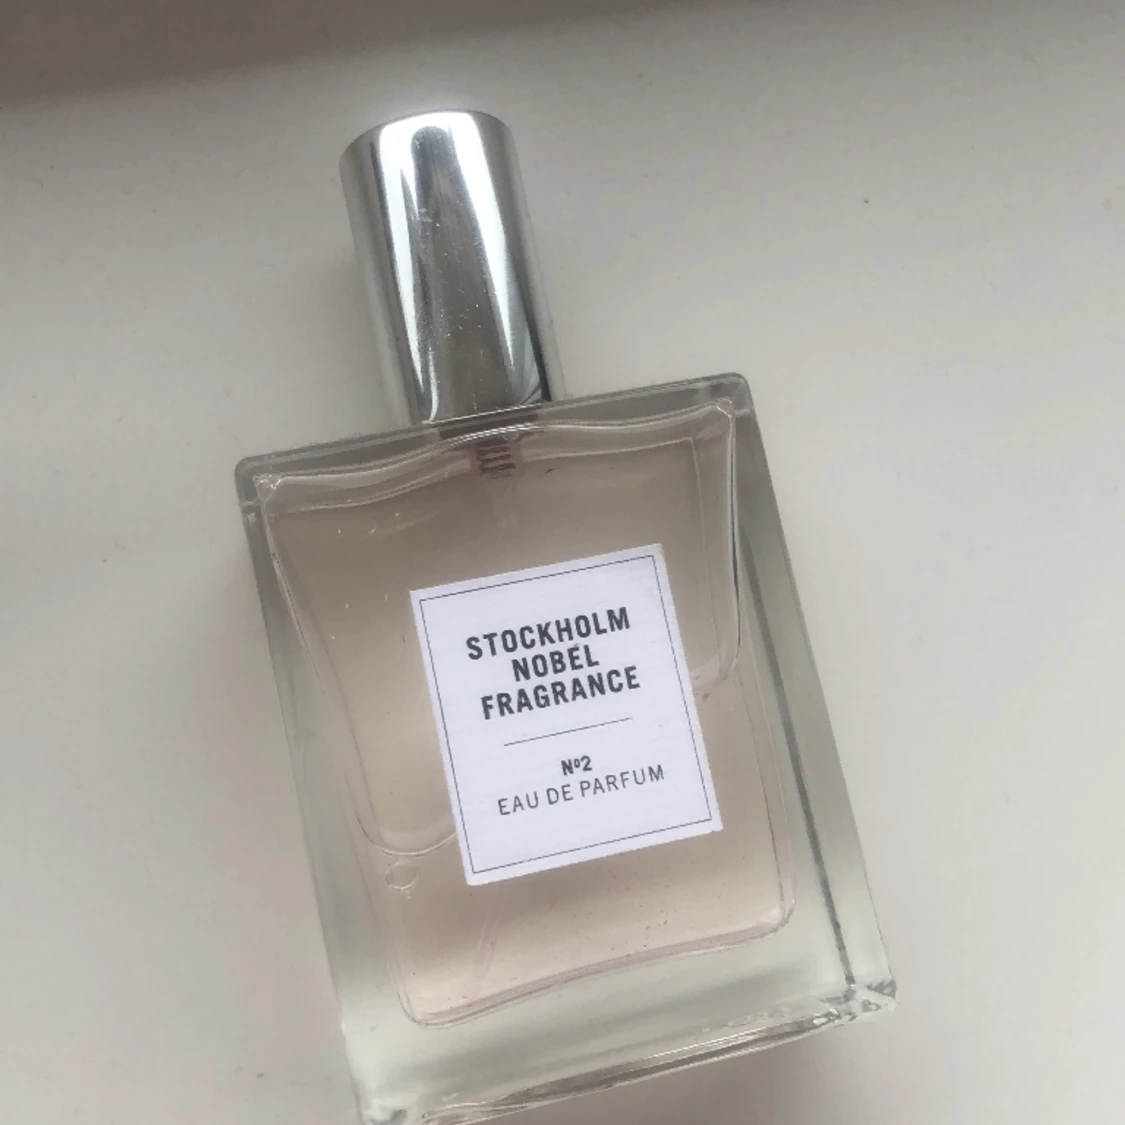 STOCKHOLM
NOBEL
FRAGRANCE
Nº2
EAU DE PARFUM